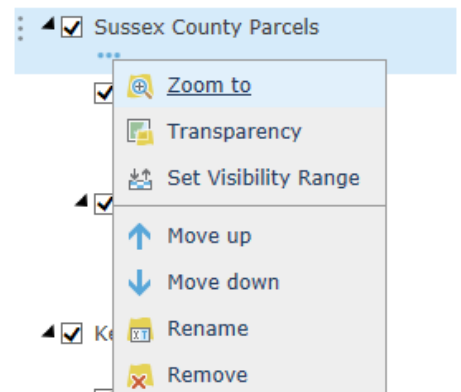 Sussex County Parcels
Zoom to
Transparency
Set Visibility Range
Move up
Move down
Rename
Remove